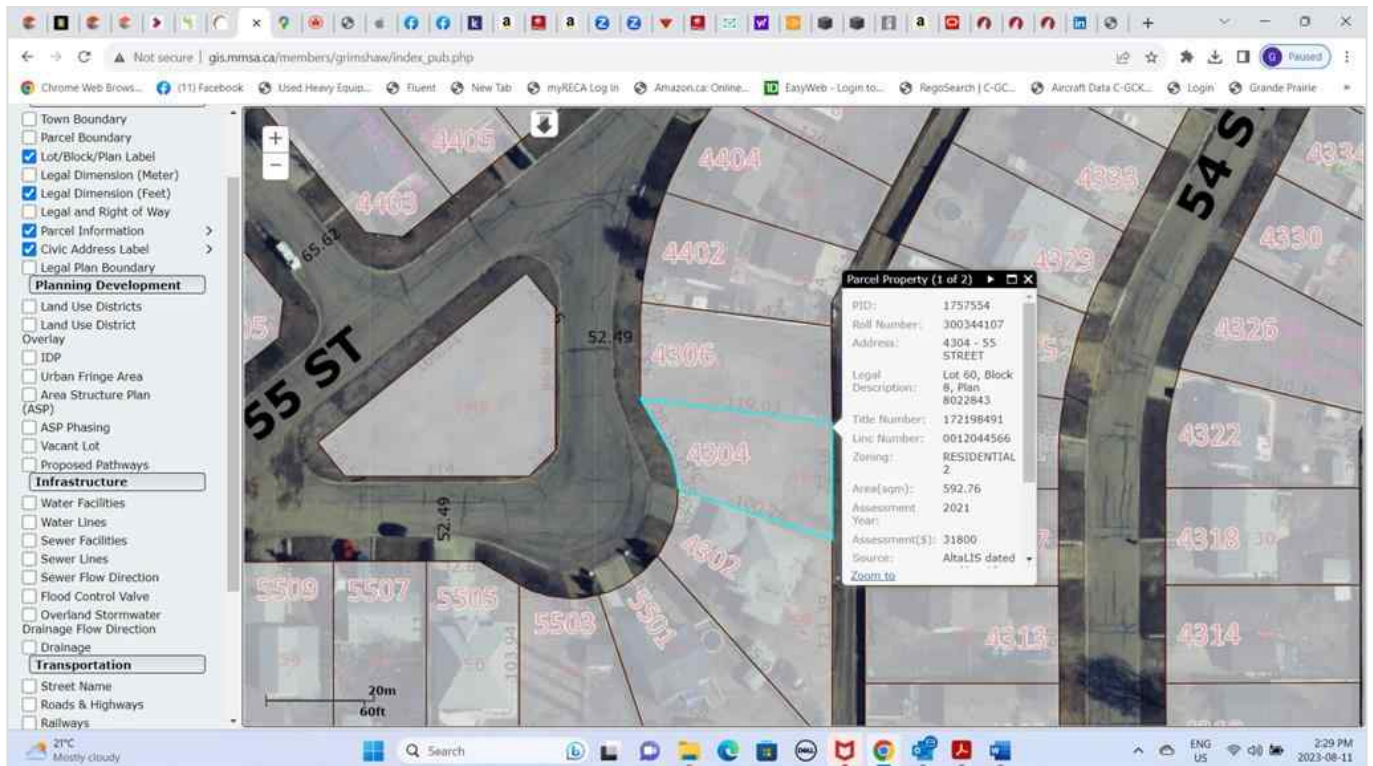 Not secure | gis.mmsa.ca/members/grimshaw/index_pub.php
Paused
Chrome Web Brows... (11) Facebook Used Heavy Equip... Fluent New Tab myRECA Log In Amazon.ca: Online... EasyWeb - Login to... RegoSearch | C-GC... Aircraft Data C-GCK... Login Grande Prairie
Town Boundary
Parcel Boundary
Lot/Block/Plan Label
Legal Dimension (Meter)
Legal Dimension (Feet)
Legal and Right of Way
Parcel Information >
Civic Address Label >
Legal Plan Boundary
Planning Development
Land Use Districts
Land Use District
Overlay
IDP
Urban Fringe Area
Area Structure Plan
(ASP)
ASP Phasing
Vacant Lot
Proposed Pathways
Infrastructure
Water Facilities
Water Lines
Sewer Facilities
Sewer Lines
Sewer Flow Direction
Flood Control Valve
Overland Stormwater
Drainage Flow Direction
Drainage
Transportation
Street Name
Roads & Highways
Railways
+
−
4405
4404
4403
4402
4333
4334
54 S
4330
4329
65.62
55 ST
52.49
4306
4326
119.03
4304
4322
52.49
4302
4318
5509
5507
5505
5503
5501
4313
4314
103.94
20m
60ft
Parcel Property (1 of 2)
PID: 1757554
Roll Number: 300344107
Address: 4304 - 55
STREET
Legal Lot 60, Block
Description: 8, Plan
8022843
Title Number: 172198491
Linc Number: 0012044566
Zoning: RESIDENTIAL
2
Area(sqm): 592.76
Assessment 2021
Year:
Assessment($): 31800
Source: AltaLIS dated
Zoom to
21°C
Mostly cloudy
Search
ENG
US
2:29 PM
2023-08-11